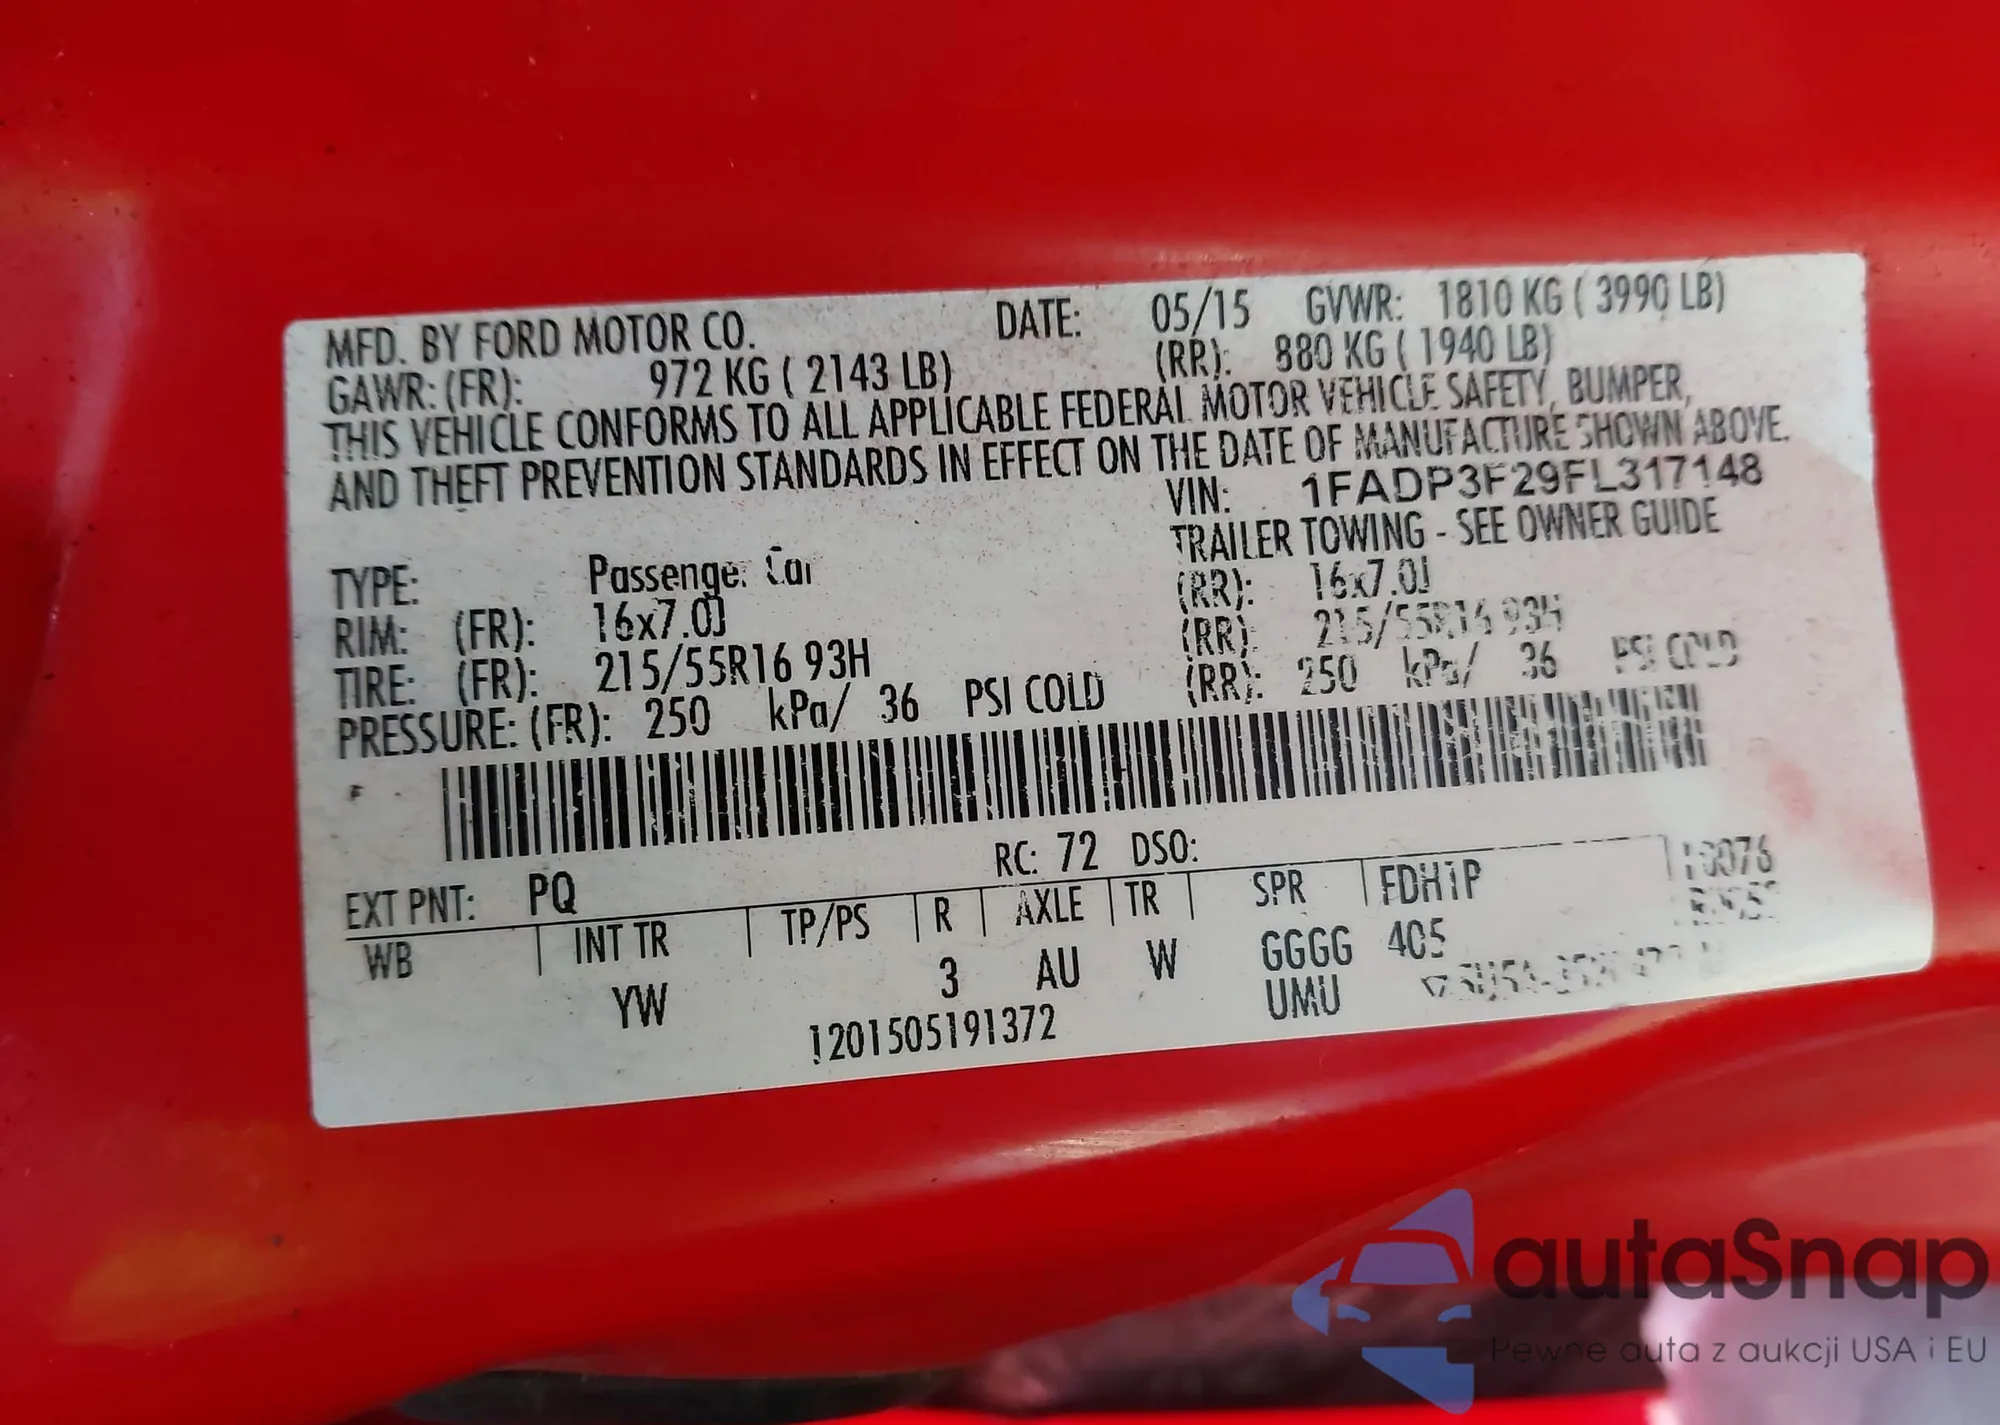 MFD. BY FORD MOTOR CO. DATE: 05/15 GVWR: 1810 KG ( 3990 LB)
GAWR: (FR): 972 KG ( 2143 LB) (RR): 880 KG ( 1940 LB)
THIS VEHICLE CONFORMS TO ALL APPLICABLE FEDERAL MOTOR VEHICLE SAFETY, BUMPER,
AND THEFT PREVENTION STANDARDS IN EFFECT ON THE DATE OF MANUFACTURE SHOWN ABOVE.
VIN: 1FADP3F29FL317148
TRAILER TOWING - SEE OWNER GUIDE
TYPE: Passenger Car
RIM: (FR): 16x7.0J (RR): 16x7.0J
TIRE: (FR): 215/55R16 93H (RR): 215/55R16 93H
PRESSURE: (FR): 250 kPa/ 36 PSI COLD (RR): 250 kPa/ 36 PSI COLD
F
RC: 72 DSO:
EXT PNT: PQ
WB INT TR TP/PS R AXLE TR SPR FDH1P
YW 3 AU W GGGG 405
UMU
1201505191372
autaSnap
Pewne auta z aukcji USA i EU